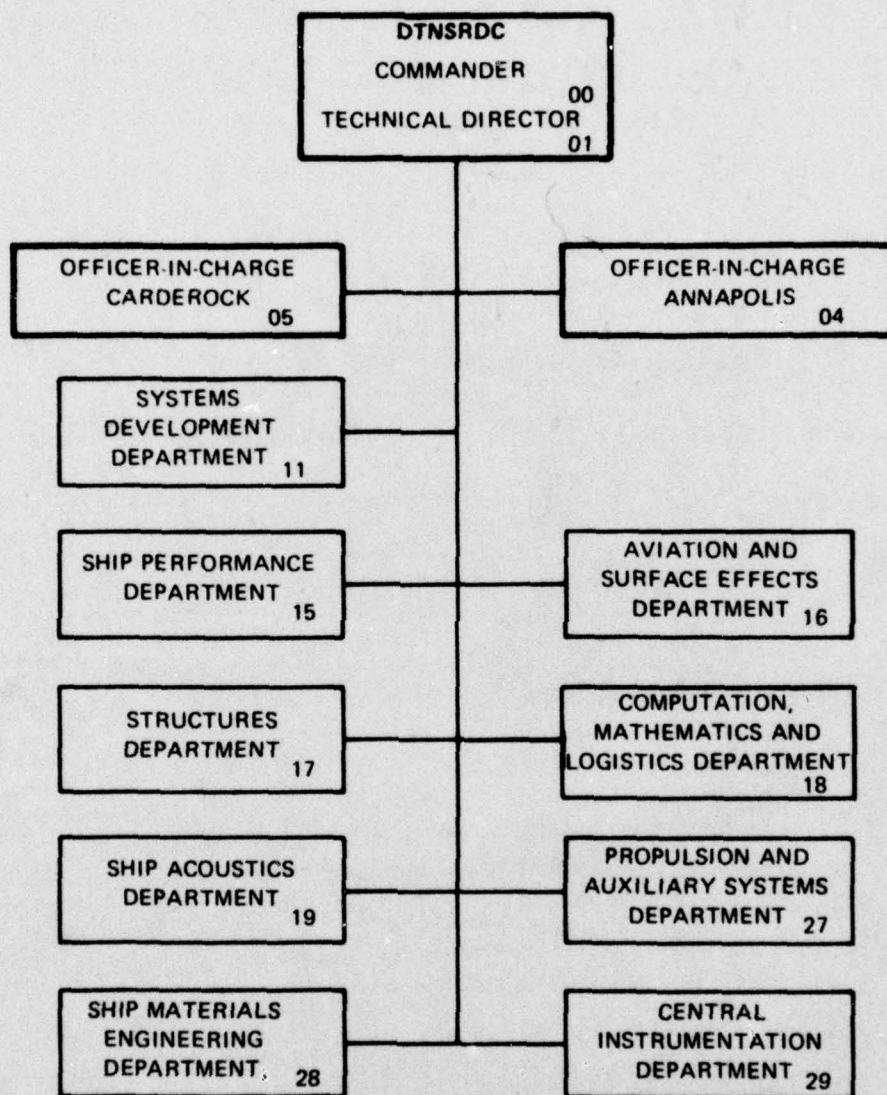 DTNSRDC
COMMANDER
00
TECHNICAL DIRECTOR
01
OFFICER-IN-CHARGE
CARDEROCK
05
OFFICER-IN-CHARGE
ANNAPOLIS
04
SYSTEMS
DEVELOPMENT
DEPARTMENT
11
SHIP PERFORMANCE
DEPARTMENT
15
AVIATION AND
SURFACE EFFECTS
DEPARTMENT
16
STRUCTURES
DEPARTMENT
17
COMPUTATION,
MATHEMATICS AND
LOGISTICS DEPARTMENT
18
SHIP ACOUSTICS
DEPARTMENT
19
PROPULSION AND
AUXILIARY SYSTEMS
DEPARTMENT
27
SHIP MATERIALS
ENGINEERING
DEPARTMENT
28
CENTRAL
INSTRUMENTATION
DEPARTMENT
29